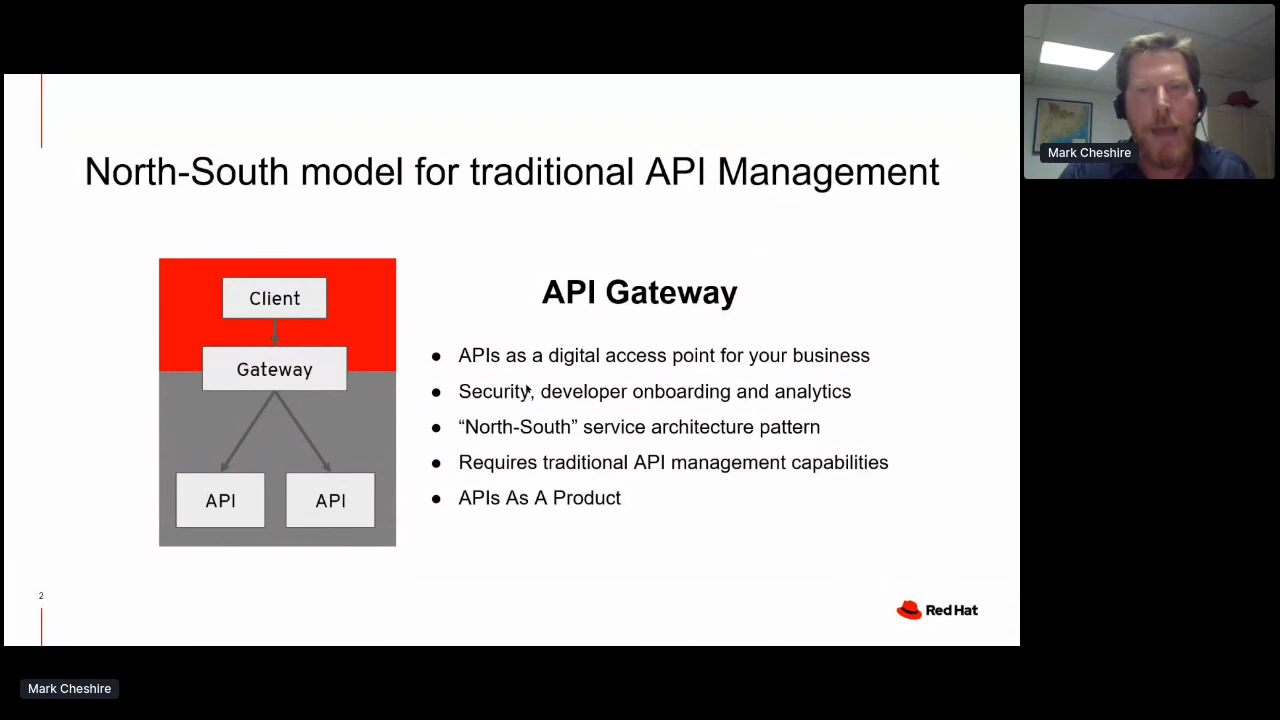 North-South model for traditional API Management
Client
Gateway
API
API
API Gateway
● APIs as a digital access point for your business
● Security, developer onboarding and analytics
● “North-South” service architecture pattern
● Requires traditional API management capabilities
● APIs As A Product
2
Red Hat
Mark Cheshire
Mark Cheshire